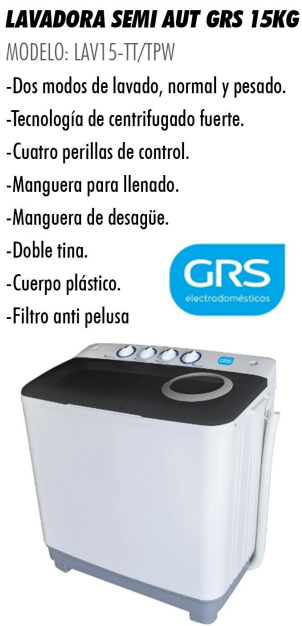 LAVADORA SEMI AUT GRS 15KG
MODELO: LAV15-TT/TPW
-Dos modos de lavado, normal y pesado.
-Tecnología de centrifugado fuerte.
-Cuatro perillas de control.
-Manguera para llenado.
-Manguera de desagüe.
-Doble tina.
-Cuerpo plástico.
-Filtro anti pelusa
GRS
electrodomésticos
GRS